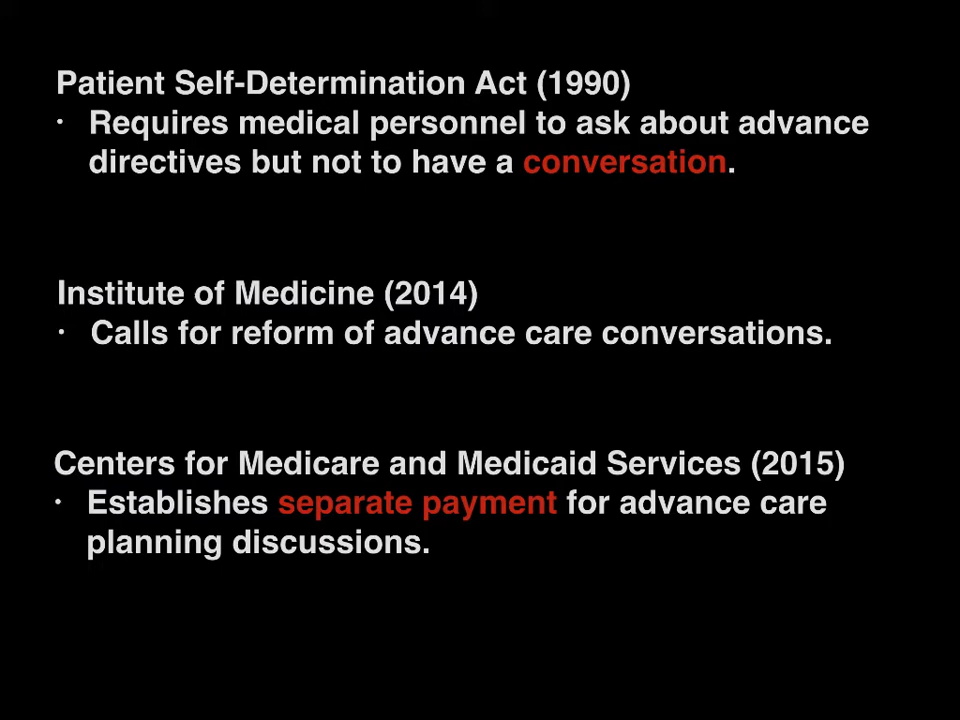 Patient Self-Determination Act (1990)
· Requires medical personnel to ask about advance
directives but not to have a conversation.
Institute of Medicine (2014)
· Calls for reform of advance care conversations.
Centers for Medicare and Medicaid Services (2015)
· Establishes separate payment for advance care
planning discussions.